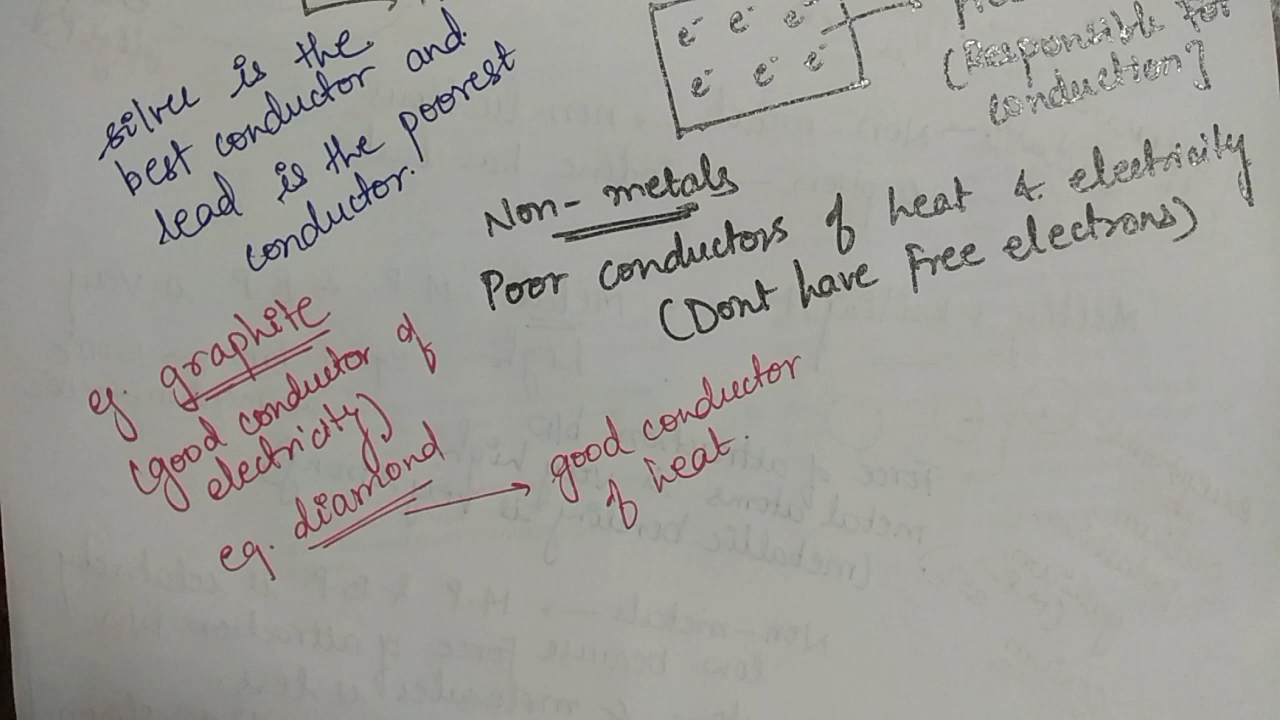 silver is the
best conductor and
lead is the poorest
conductor.
e⁻ e⁻ e⁻
e⁻ e⁻ e⁻
(Responsible for
conduction]
Non-metals
Poor conductors of heat & electricity
(Dont have free electrons)
eg. graphite
(good conductor of
electricity)
eg. diamond → good conductor
of heat.